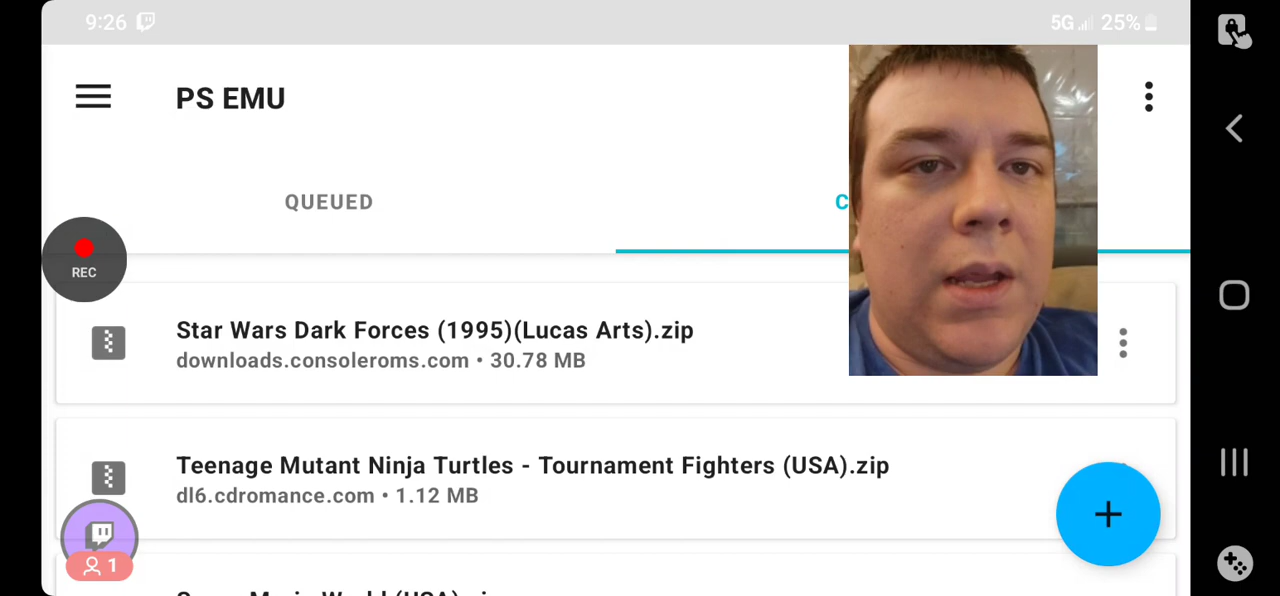 9:26
5G 25%
PS EMU
QUEUED
C
REC
Star Wars Dark Forces (1995)(Lucas Arts).zip
downloads.consoleroms.com • 30.78 MB
Teenage Mutant Ninja Turtles - Tournament Fighters (USA).zip
dl6.cdromance.com • 1.12 MB
1
(USA)